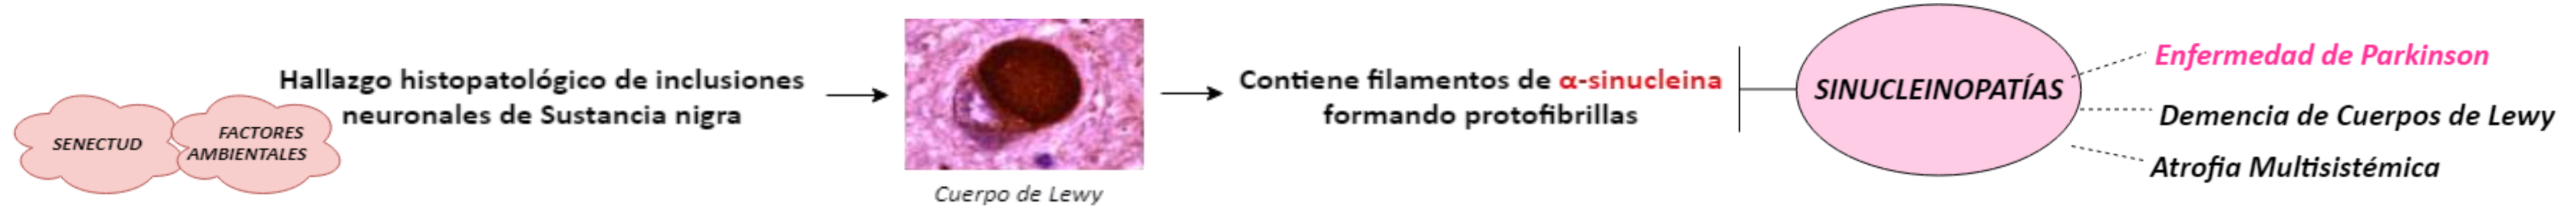 SENECTUD
FACTORES
AMBIENTALES
Hallazgo histopatológico de inclusiones
neuronales de Sustancia nigra
Cuerpo de Lewy
Contiene filamentos de α-sinucleina
formando protofibrillas
SINUCLEINOPATÍAS
Enfermedad de Parkinson
Demencia de Cuerpos de Lewy
Atrofia Multisistémica